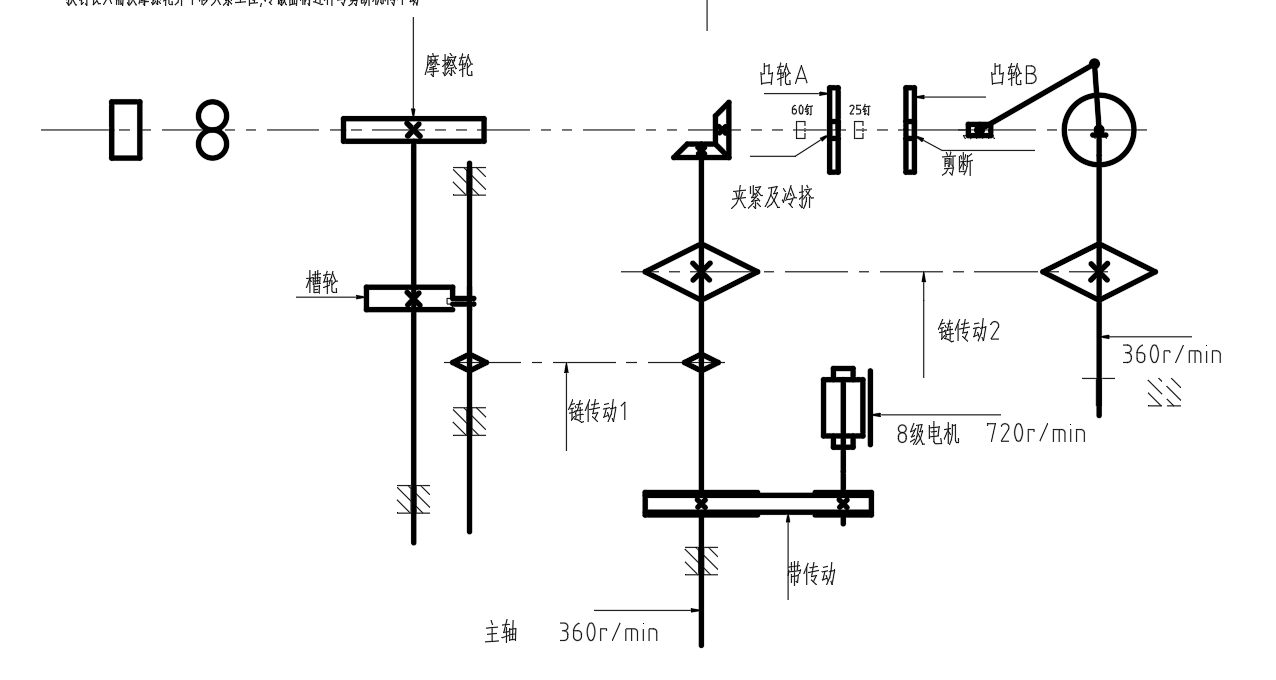 摩擦轮
凸轮A
凸轮B
60钉
25钉
剪断
夹紧及冷挤
槽轮
链传动2
360r/min
链传动1
8级电机 720r/min
带传动
主轴 360r/min